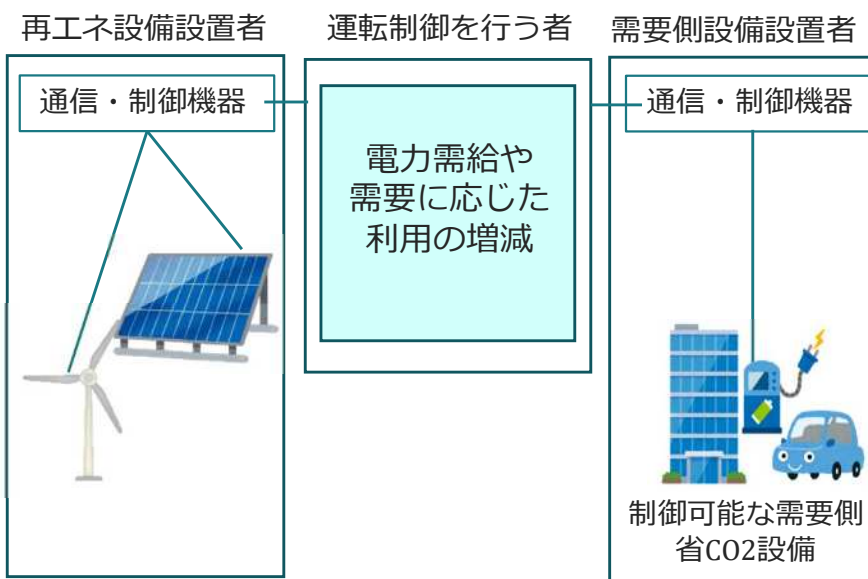 再エネ設備設置者
運転制御を行う者
需要側設備設置者
通信・制御機器
電力需給や
需要に応じた
利用の増減
通信・制御機器
制御可能な需要側
省CO2設備